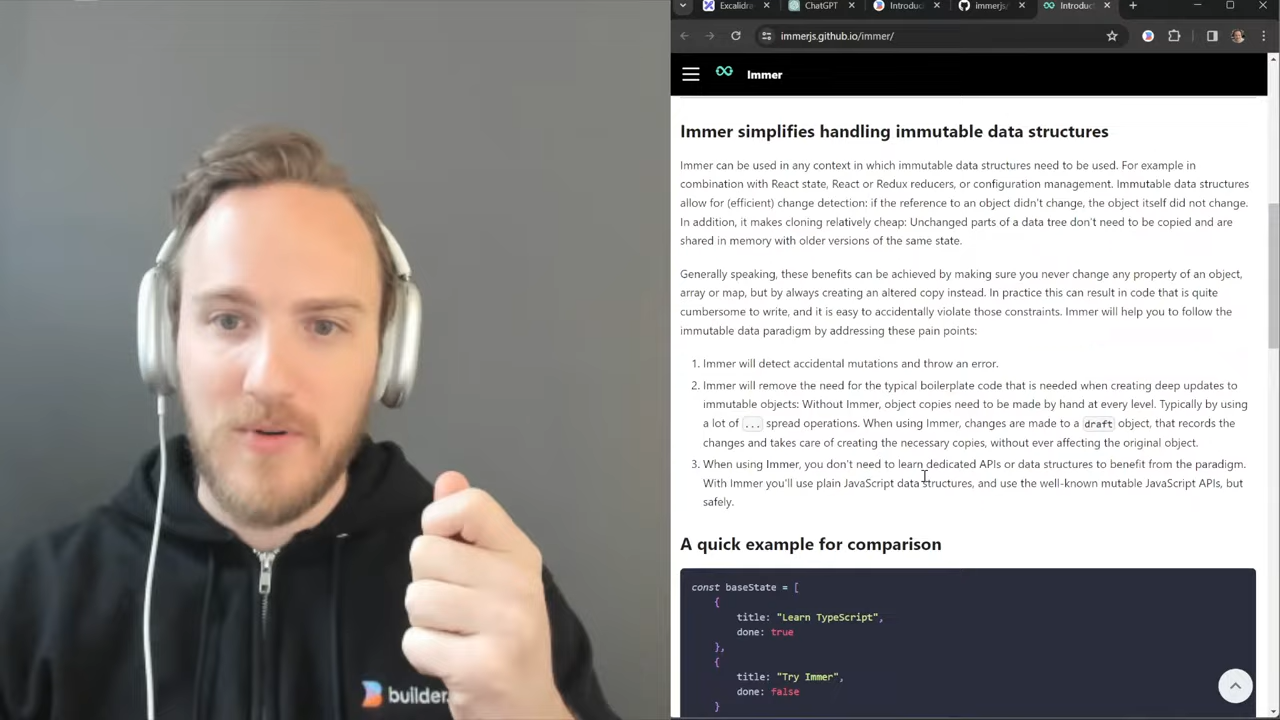 Excalidra
ChatGPT
Introduc
immerjs/
Introduc
immerjs.github.io/immer/
Immer
Immer simplifies handling immutable data structures
Immer can be used in any context in which immutable data structures need to be used. For example in
combination with React state, React or Redux reducers, or configuration management. Immutable data structures
allow for (efficient) change detection: if the reference to an object didn't change, the object itself did not change.
In addition, it makes cloning relatively cheap: Unchanged parts of a data tree don't need to be copied and are
shared in memory with older versions of the same state.
Generally speaking, these benefits can be achieved by making sure you never change any property of an object,
array or map, but by always creating an altered copy instead. In practice this can result in code that is quite
cumbersome to write, and it is easy to accidentally violate those constraints. Immer will help you to follow the
immutable data paradigm by addressing these pain points:
1. Immer will detect accidental mutations and throw an error.
2. Immer will remove the need for the typical boilerplate code that is needed when creating deep updates to
immutable objects: Without Immer, object copies need to be made by hand at every level. Typically by using
a lot of ... spread operations. When using Immer, changes are made to a draft object, that records the
changes and takes care of creating the necessary copies, without ever affecting the original object.
3. When using Immer, you don't need to learn dedicated APIs or data structures to benefit from the paradigm.
With Immer you'll use plain JavaScript data structures, and use the well-known mutable JavaScript APIs, but
safely.
A quick example for comparison
const baseState = [
{
title: "Learn TypeScript",
done: true
},
{
title: "Try Immer",
done: false
}
builder.